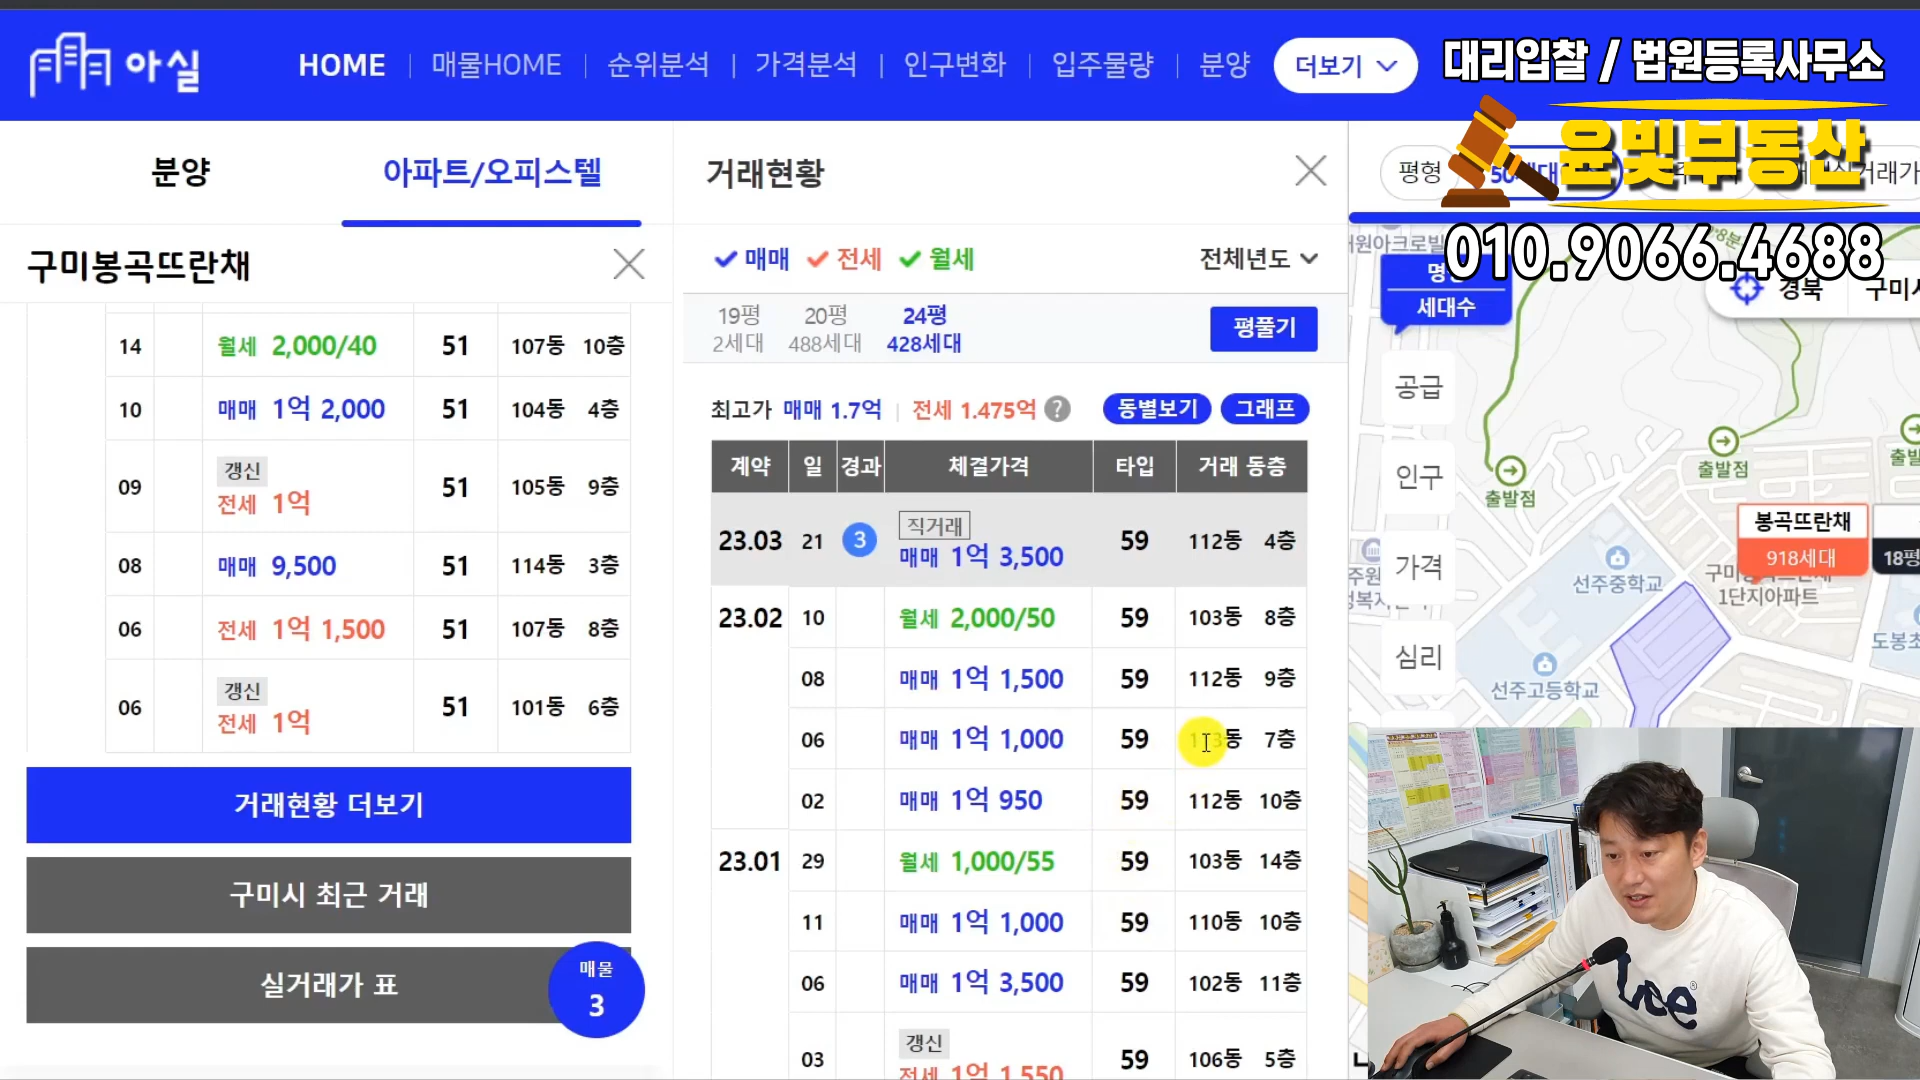 아실
HOME
매물HOME
순위분석
가격분석
인구변화
입주물량
분양
더보기
대리입찰 / 법원등록사무소
윤빛부동산
010.9066.4688
분양
아파트/오피스텔
구미봉곡뜨란채
14 월세 2,000/40 51 107동 10층
10 매매 1억 2,000 51 104동 4층
갱신
09 전세 1억 51 105동 9층
08 매매 9,500 51 114동 3층
06 전세 1억 1,500 51 107동 8층
갱신
06 전세 1억 51 101동 6층
거래현황 더보기
구미시 최근 거래
실거래가 표
매물
3
거래현황
매매 전세 월세
전체년도
19평 20평 24평
2세대 488세대 428세대
평풀기
최고가 매매 1.7억 전세 1.475억 ?
동별보기 그래프
계약 일 경과 체결가격 타입 거래 동층
직거래
23.03 21 3 매매 1억 3,500 59 112동 4층
23.02 10 월세 2,000/50 59 103동 8층
08 매매 1억 1,500 59 112동 9층
06 매매 1억 1,000 59 113동 7층
02 매매 1억 950 59 112동 10층
23.01 29 월세 1,000/55 59 103동 14층
11 매매 1억 1,000 59 110동 10층
06 매매 1억 3,500 59 102동 11층
갱신
03 전세 1억 1,550 59 106동 5층
평형
세대수
경북
구미시
공급
인구
가격
심리
출발점
출발점
봉곡뜨란채
918세대
18평
1단지아파트
선주중학교
선주고등학교
Lee